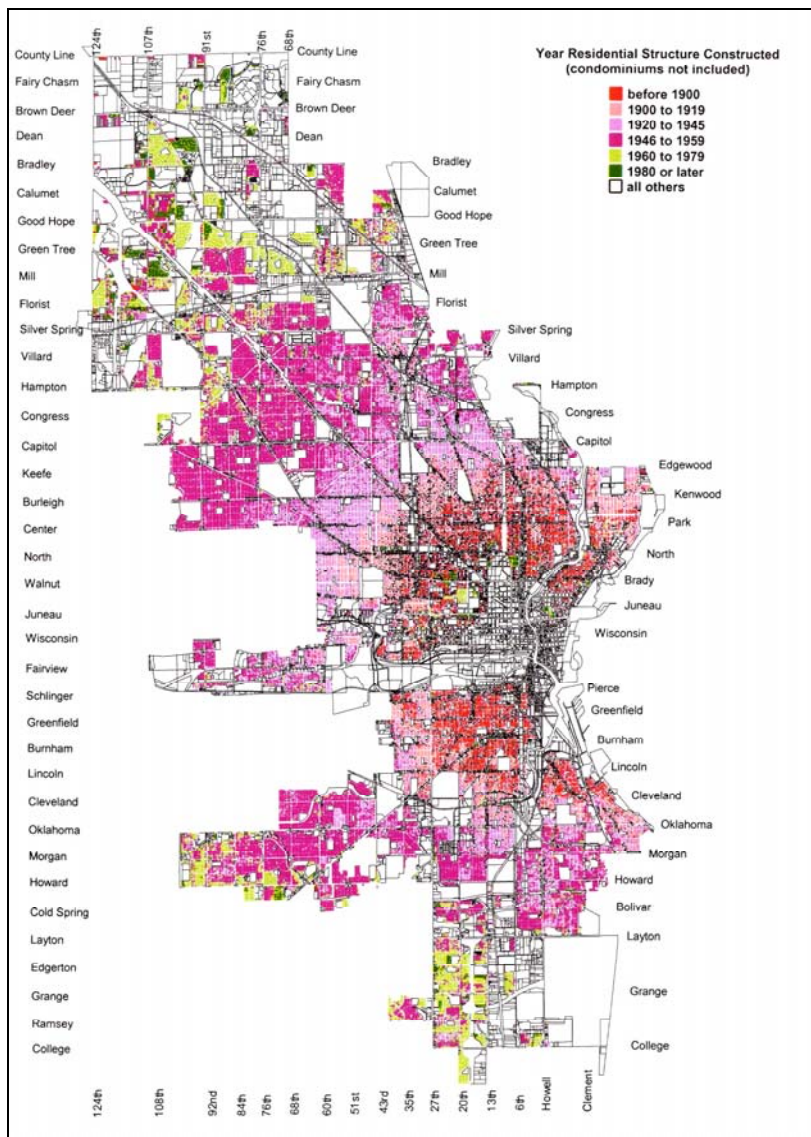 124th
107th
91st
76th
68th
County Line
Fairy Chasm
Brown Deer
Dean
Bradley
Calumet
Good Hope
Green Tree
Mill
Florist
Silver Spring
Villard
Hampton
Congress
Capitol
Keefe
Burleigh
Center
North
Walnut
Juneau
Wisconsin
Fairview
Schlinger
Greenfield
Burnham
Lincoln
Cleveland
Oklahoma
Morgan
Howard
Cold Spring
Layton
Edgerton
Grange
Ramsey
College
County Line
Fairy Chasm
Brown Deer
Dean
Bradley
Calumet
Good Hope
Green Tree
Mill
Florist
Silver Spring
Villard
Hampton
Congress
Capitol
Edgewood
Kenwood
Park
North
Brady
Juneau
Wisconsin
Pierce
Greenfield
Burnham
Lincoln
Cleveland
Oklahoma
Morgan
Howard
Bolivar
Layton
Grange
College
Year Residential Structure Constructed
(condominiums not included)
before 1900
1900 to 1919
1920 to 1945
1946 to 1959
1960 to 1979
1980 or later
all others
124th
108th
92nd
84th
76th
68th
60th
51st
43rd
35th
27th
20th
13th
6th
Howell
Clement